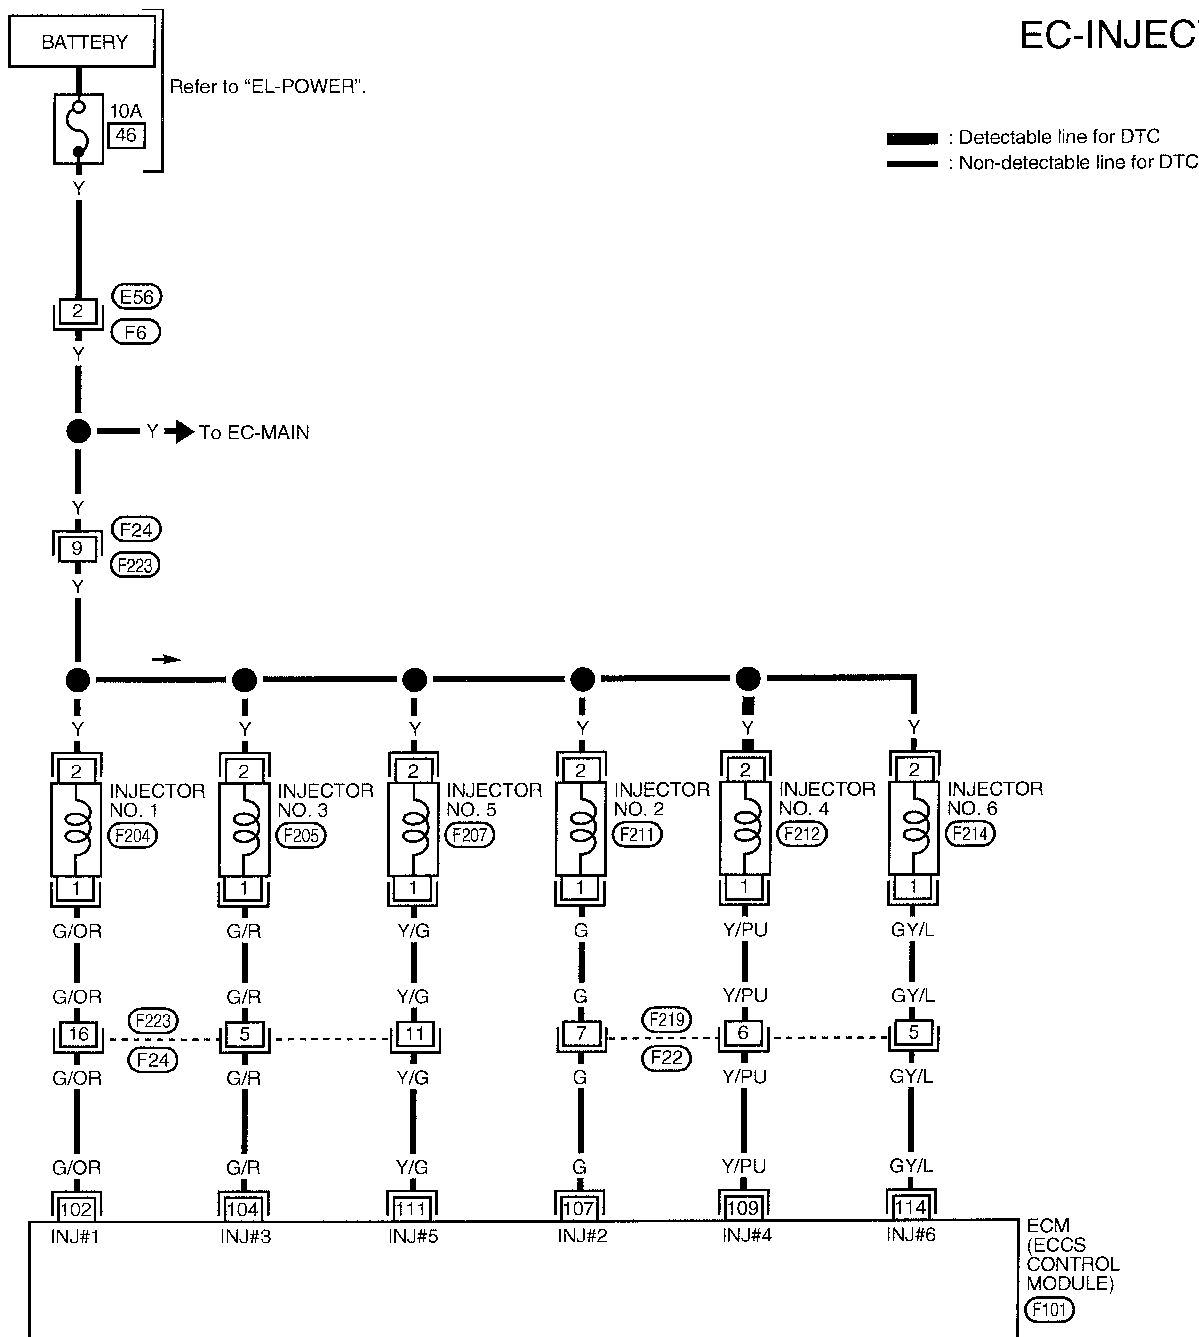 EC-INJEC
BATTERY
Refer to “EL-POWER”.
10A
46
: Detectable line for DTC
: Non-detectable line for DTC
Y
2
E56
F6
Y
Y
To EC-MAIN
Y
9
F24
F223
Y
Y Y Y Y Y Y
2 2 2 2 2 2
INJECTOR
NO. 1
F204
INJECTOR
NO. 3
F205
INJECTOR
NO. 5
F207
INJECTOR
NO. 2
F211
INJECTOR
NO. 4
F212
INJECTOR
NO. 6
F214
1 1 1 1 1 1
G/OR G/R Y/G G Y/PU GY/L
G/OR G/R Y/G G Y/PU GY/L
16 F223 5 11 7 F219 6 5
F24 F22
G/OR G/R Y/G G Y/PU GY/L
G/OR G/R Y/G G Y/PU GY/L
102 104 111 107 109 114
INJ#1 INJ#3 INJ#5 INJ#2 INJ#4 INJ#6
ECM
(ECCS
CONTROL
MODULE)
F101